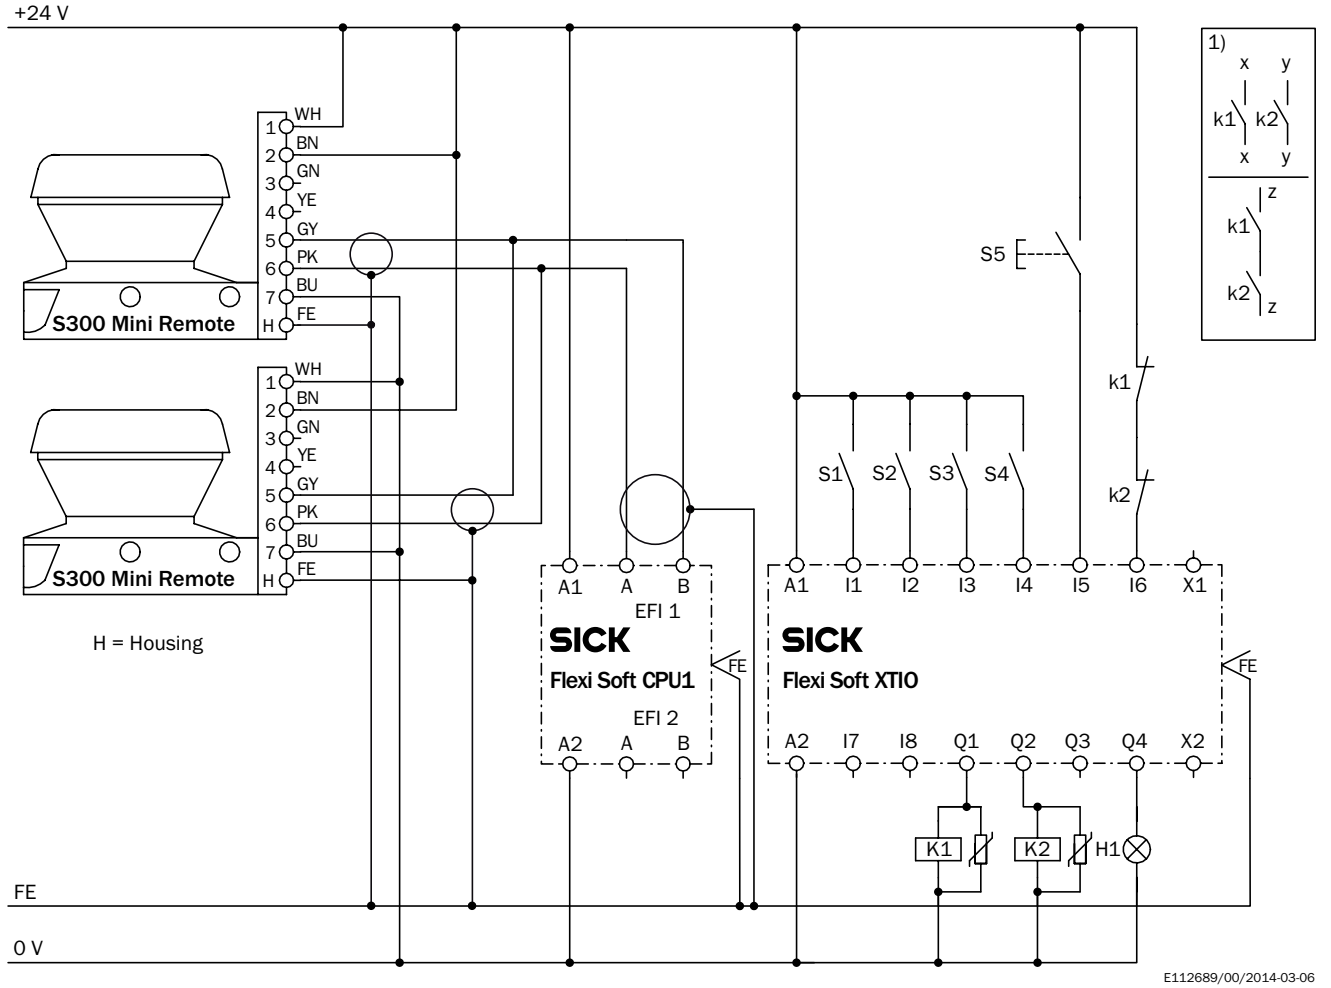 +24 V
1)
x y
k1 k2
x y
z
k1
k2
z
WH
1
BN
2
GN
3
YE
4
GY
5
PK
6
BU
7
FE
H
S300 Mini Remote
S5
WH
1
BN
2
GN
3
YE
4
GY
5
PK
6
BU
7
FE
H
S300 Mini Remote
H = Housing
k1
S1 S2 S3 S4
k2
A1 A B
EFI 1
SICK
Flexi Soft CPU1
EFI 2
A2 A B
FE
A1 I1 I2 I3 I4 I5 I6 X1
SICK
Flexi Soft XTIO
A2 I7 I8 Q1 Q2 Q3 Q4 X2
FE
K1 K2 H1
FE
0 V
E112689/00/2014-03-06